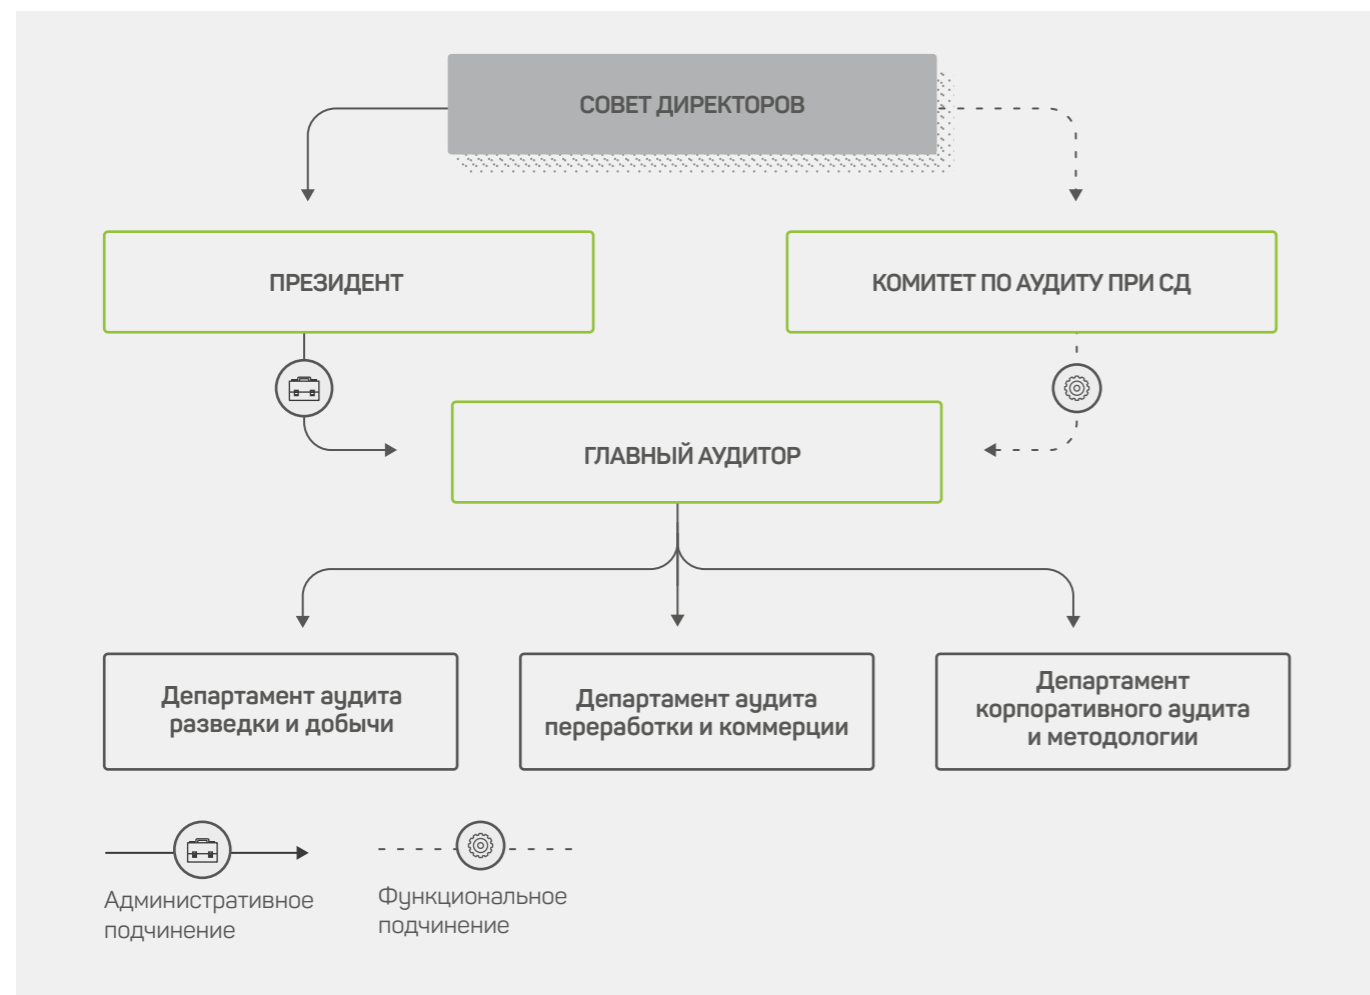 СОВЕТ ДИРЕКТОРОВ
ПРЕЗИДЕНТ
КОМИТЕТ ПО АУДИТУ ПРИ СД
ГЛАВНЫЙ АУДИТОР
Департамент аудита
разведки и добычи
Департамент аудита
переработки и коммерции
Департамент
корпоративного аудита
и методологии
Административное
подчинение
Функциональное
подчинение